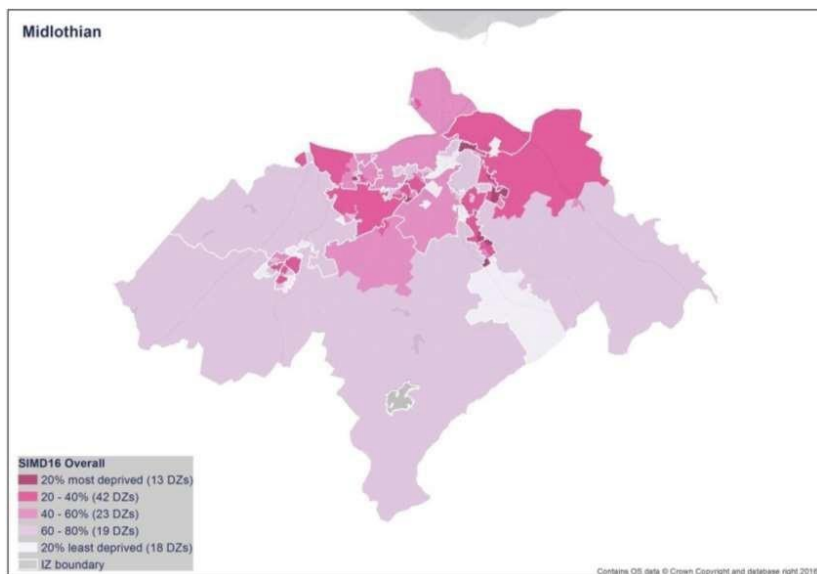 Midlothian
SIMD16 Overall
20% most deprived (13 DZs)
20 - 40% (42 DZs)
40 - 60% (23 DZs)
60 - 80% (19 DZs)
20% least deprived (18 DZs)
IZ boundary
Contains OS data © Crown Copyright and database right 2016